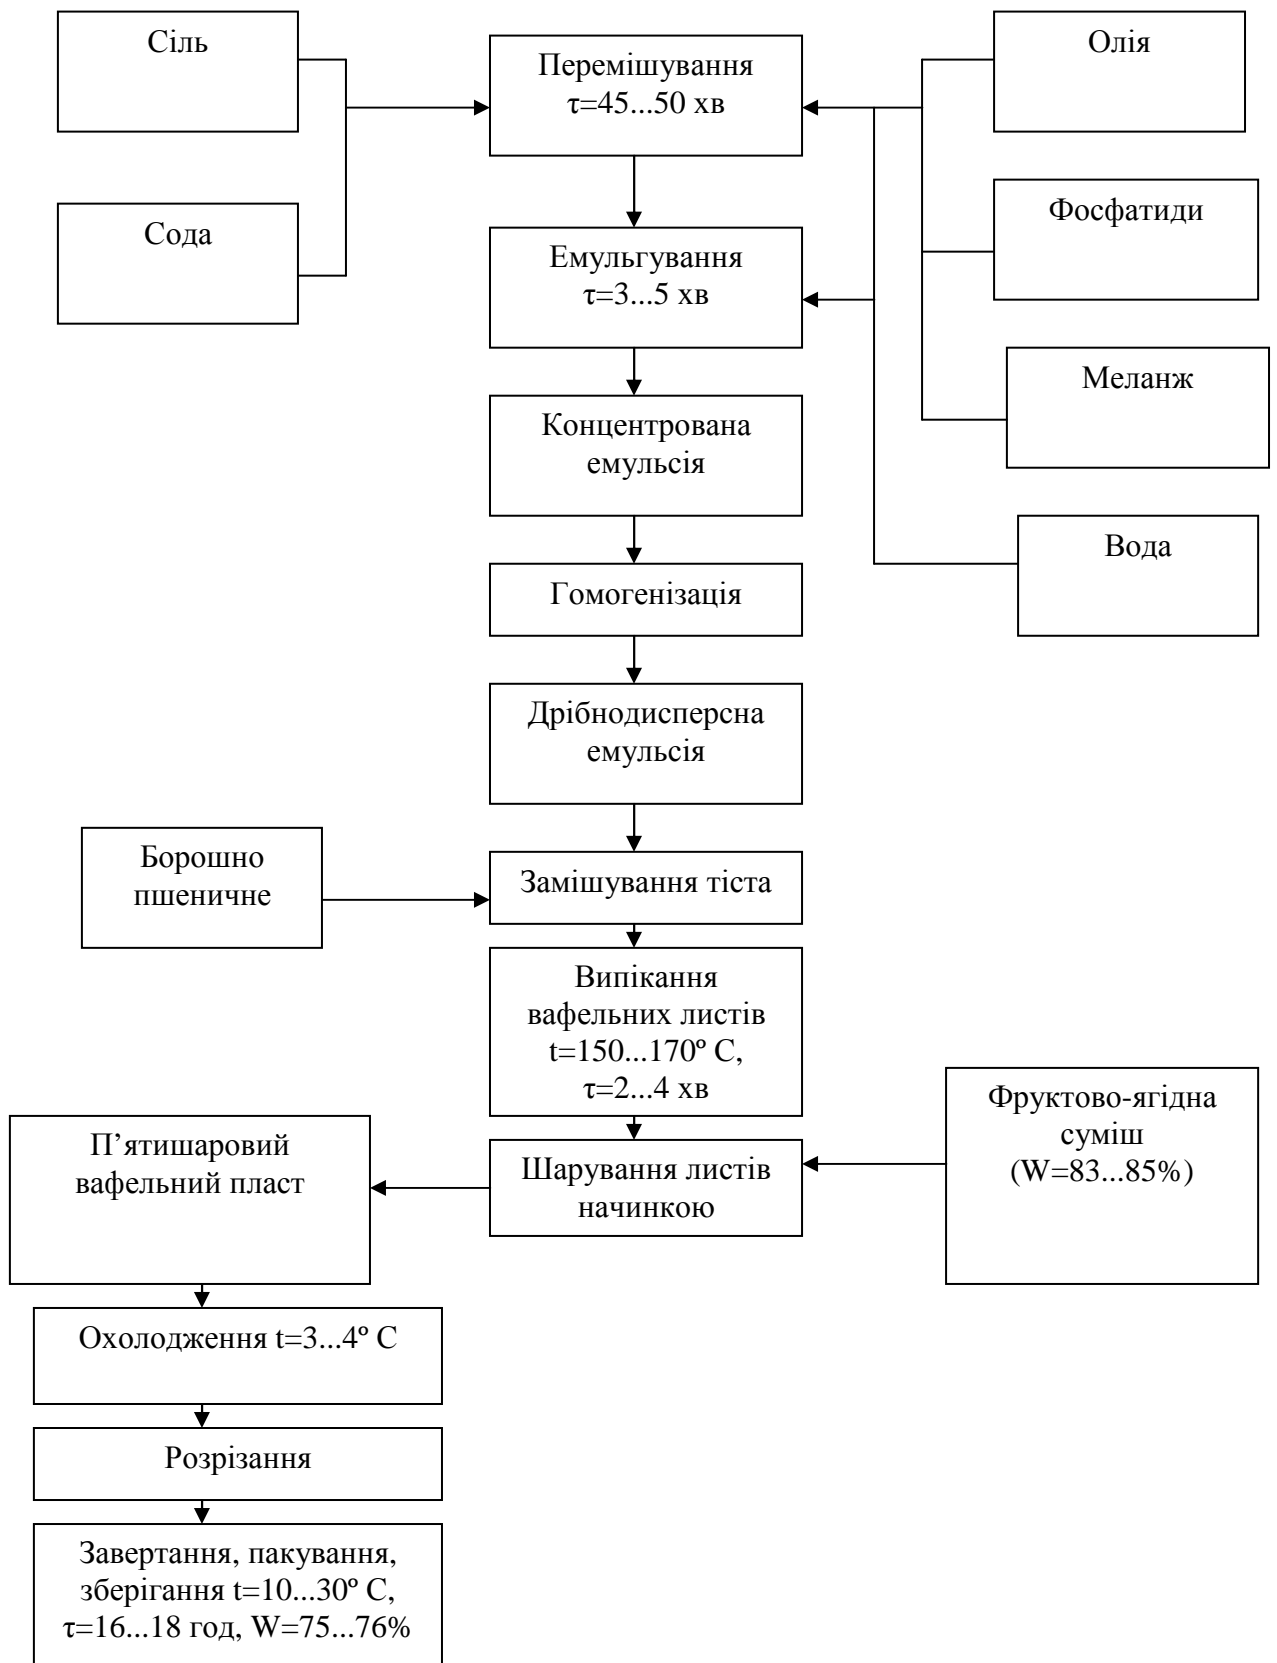 Сіль
Перемішування
τ=45...50 хв
Олія
Сода
Емульгування
τ=3...5 хв
Фосфатиди
Меланж
Концентрована
емульсія
Вода
Гомогенізація
Дрібнодисперсна
емульсія
Борошно
пшеничне
Замішування тіста
Випікання
вафельних листів
t=150...170º С,
τ=2...4 хв
Фруктово-ягідна
суміш
(W=83...85%)
П’ятишаровий
вафельний пласт
Шарування листів
начинкою
Охолодження t=3...4º С
Розрізання
Завертання, пакування,
зберігання t=10...30º С,
τ=16...18 год, W=75...76%